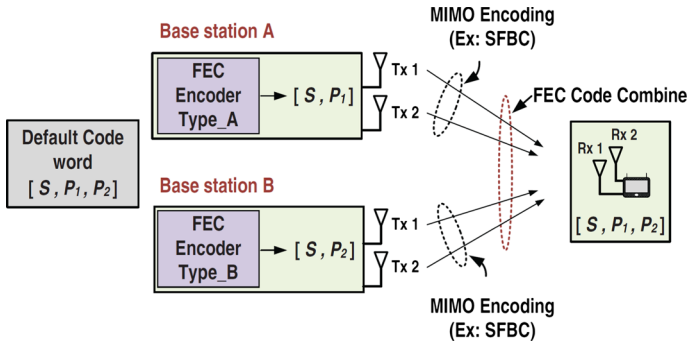 Base station A
MIMO Encoding
(Ex: SFBC)
FEC
Encoder
Type_A
[ S , P1 ]
Tx 1
Tx 2
FEC Code Combine
Default Code
word
[ S , P1 , P2 ]
Rx 1
Rx 2
[ S , P1 , P2 ]
Base station B
FEC
Encoder
Type_B
[ S , P2 ]
Tx 1
Tx 2
MIMO Encoding
(Ex: SFBC)